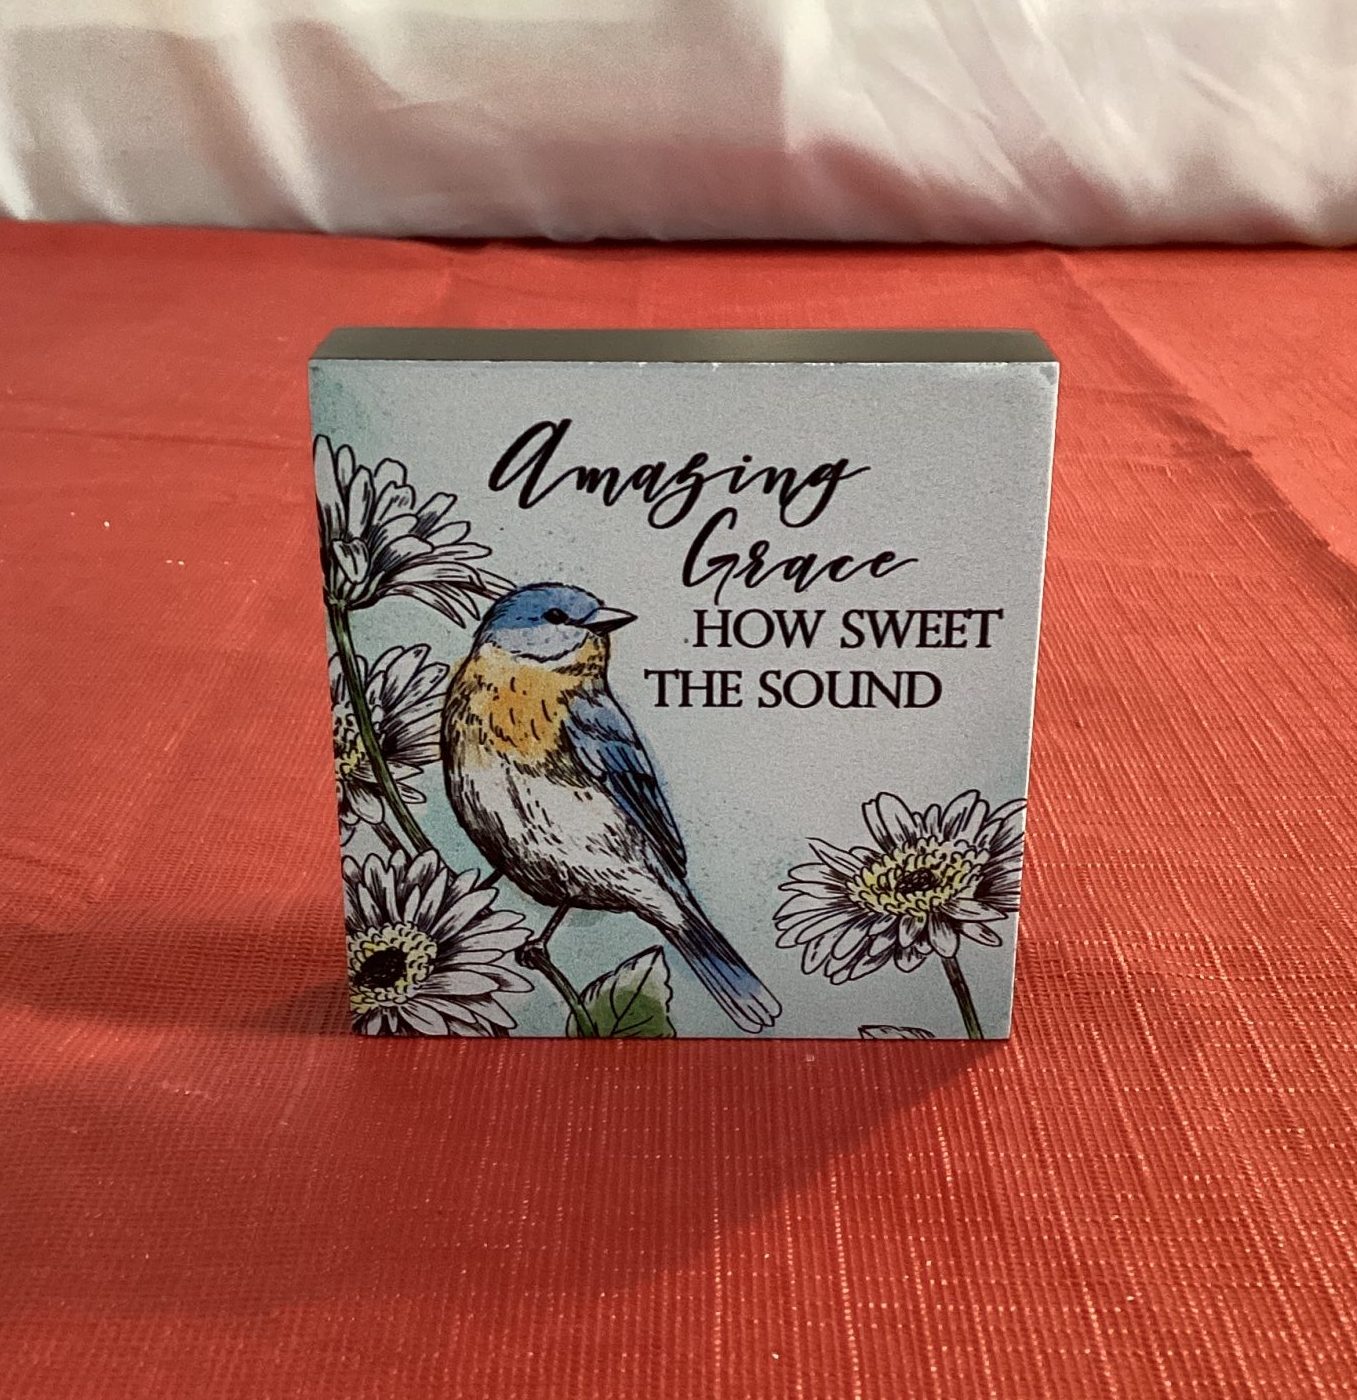 Amazing
Grace
HOW SWEET
THE SOUND